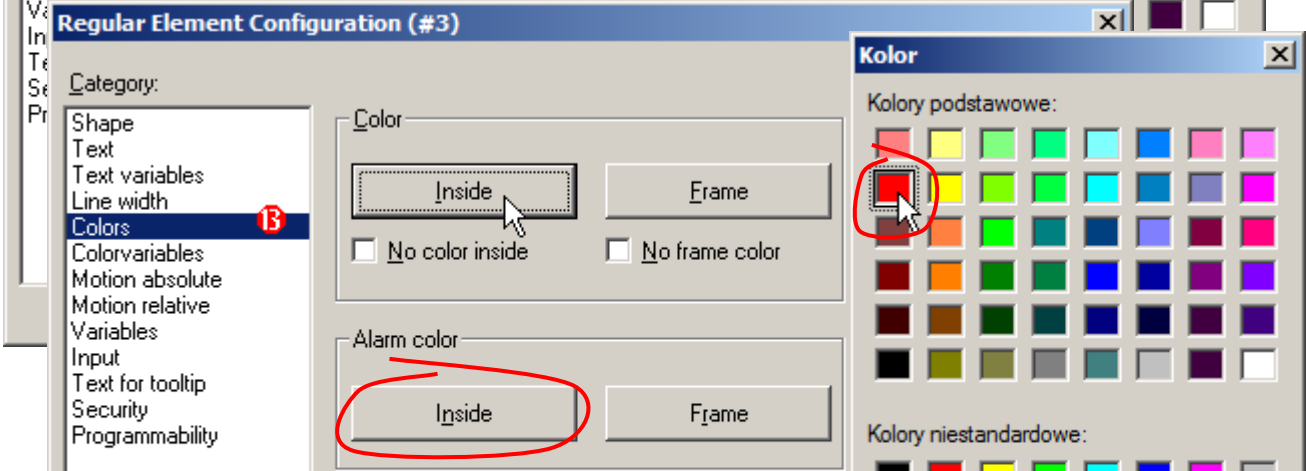 Regular Element Configuration (#3)
Kolor
Category:
Shape
Text
Text variables
Line width
Colors
13
Colorvariables
Motion absolute
Motion relative
Variables
Input
Text for tooltip
Security
Programmability
Color
Inside
Frame
No color inside
No frame color
Alarm color
Inside
Frame
Kolory podstawowe:
Kolory niestandardowe: